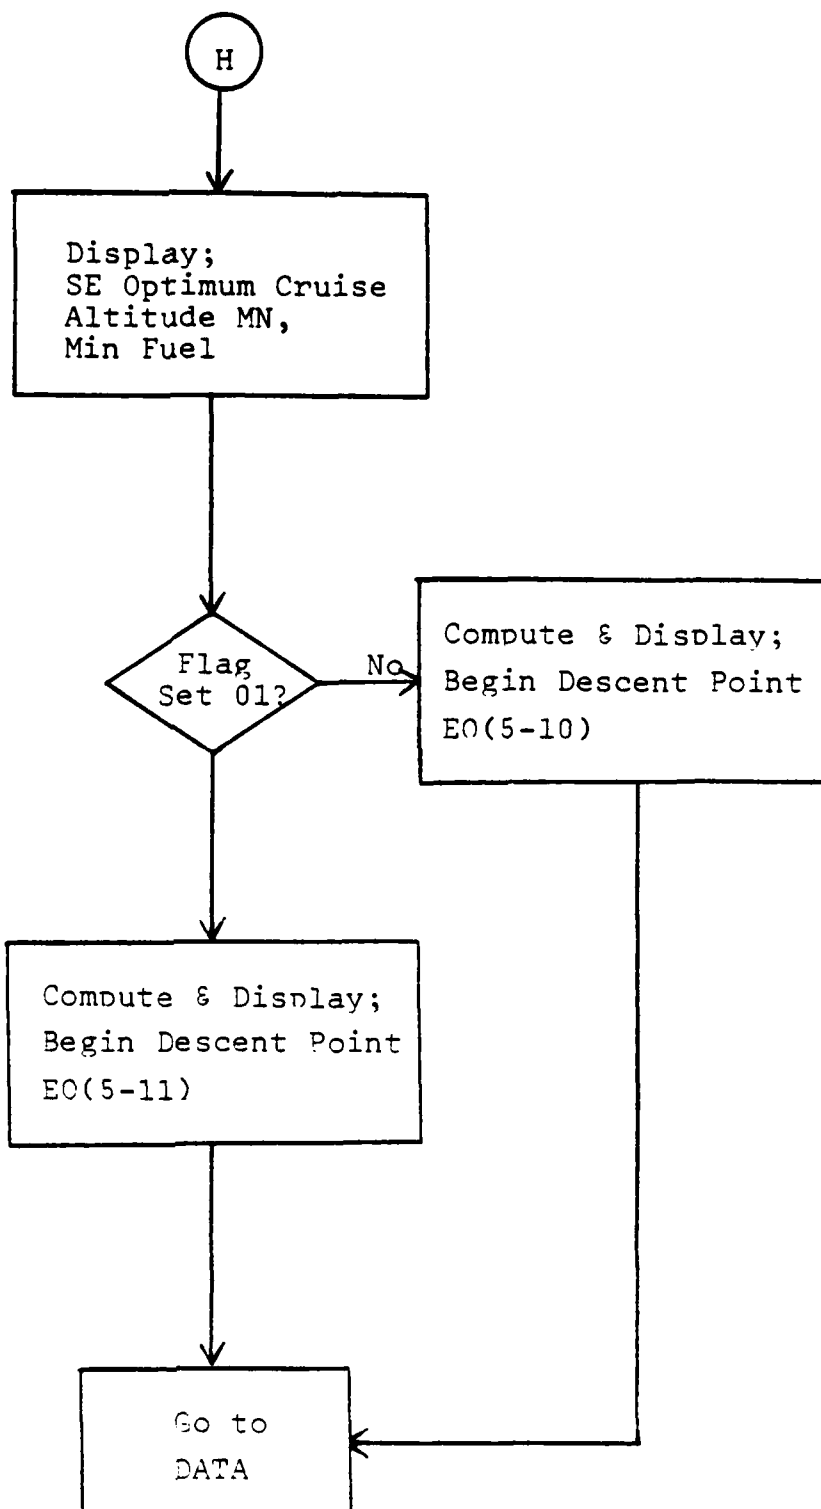 H
Display;
SE Optimum Cruise
Altitude MN,
Min Fuel
Flag
Set 01?
No
Compute & Display;
Begin Descent Point
EQ(5-10)
Compute & Display;
Begin Descent Point
EQ(5-11)
Go to
DATA